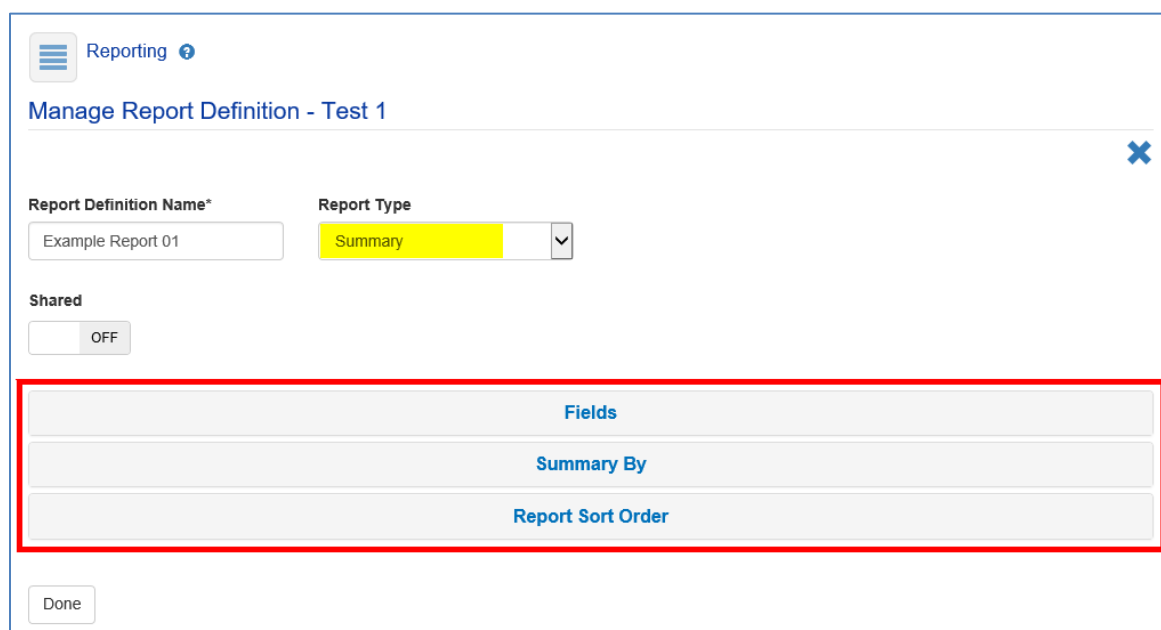 Reporting
Manage Report Definition - Test 1
Report Definition Name*
Report Type
Example Report 01
Summary
Shared
OFF
Fields
Summary By
Report Sort Order
Done